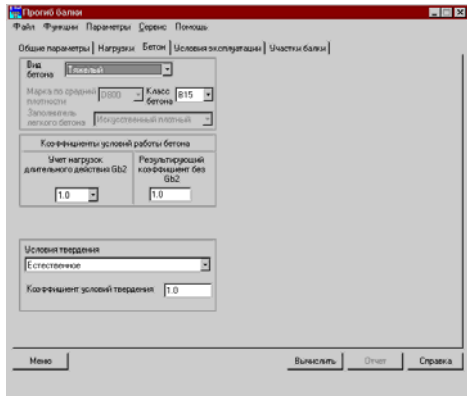 Прогиб балки
Файл Функции Параметры Сервис Помощь
Общие параметры Нагрузки Бетон Условия эксплуатации Участки балки
Вид бетона Тяжелый
Марка по средней плотности D800 Класс бетона B15
Заполнитель легкого бетона Искусственный плотный
Коэффициенты условий работы бетона
Учет нагрузок длительного действия Gb2
Результирующий коэффициент без Gb2
1.0 1.0
Условия твердения
Естественное
Коэффициент условий твердения 1.0
Меню Вычислить Отчет Справка